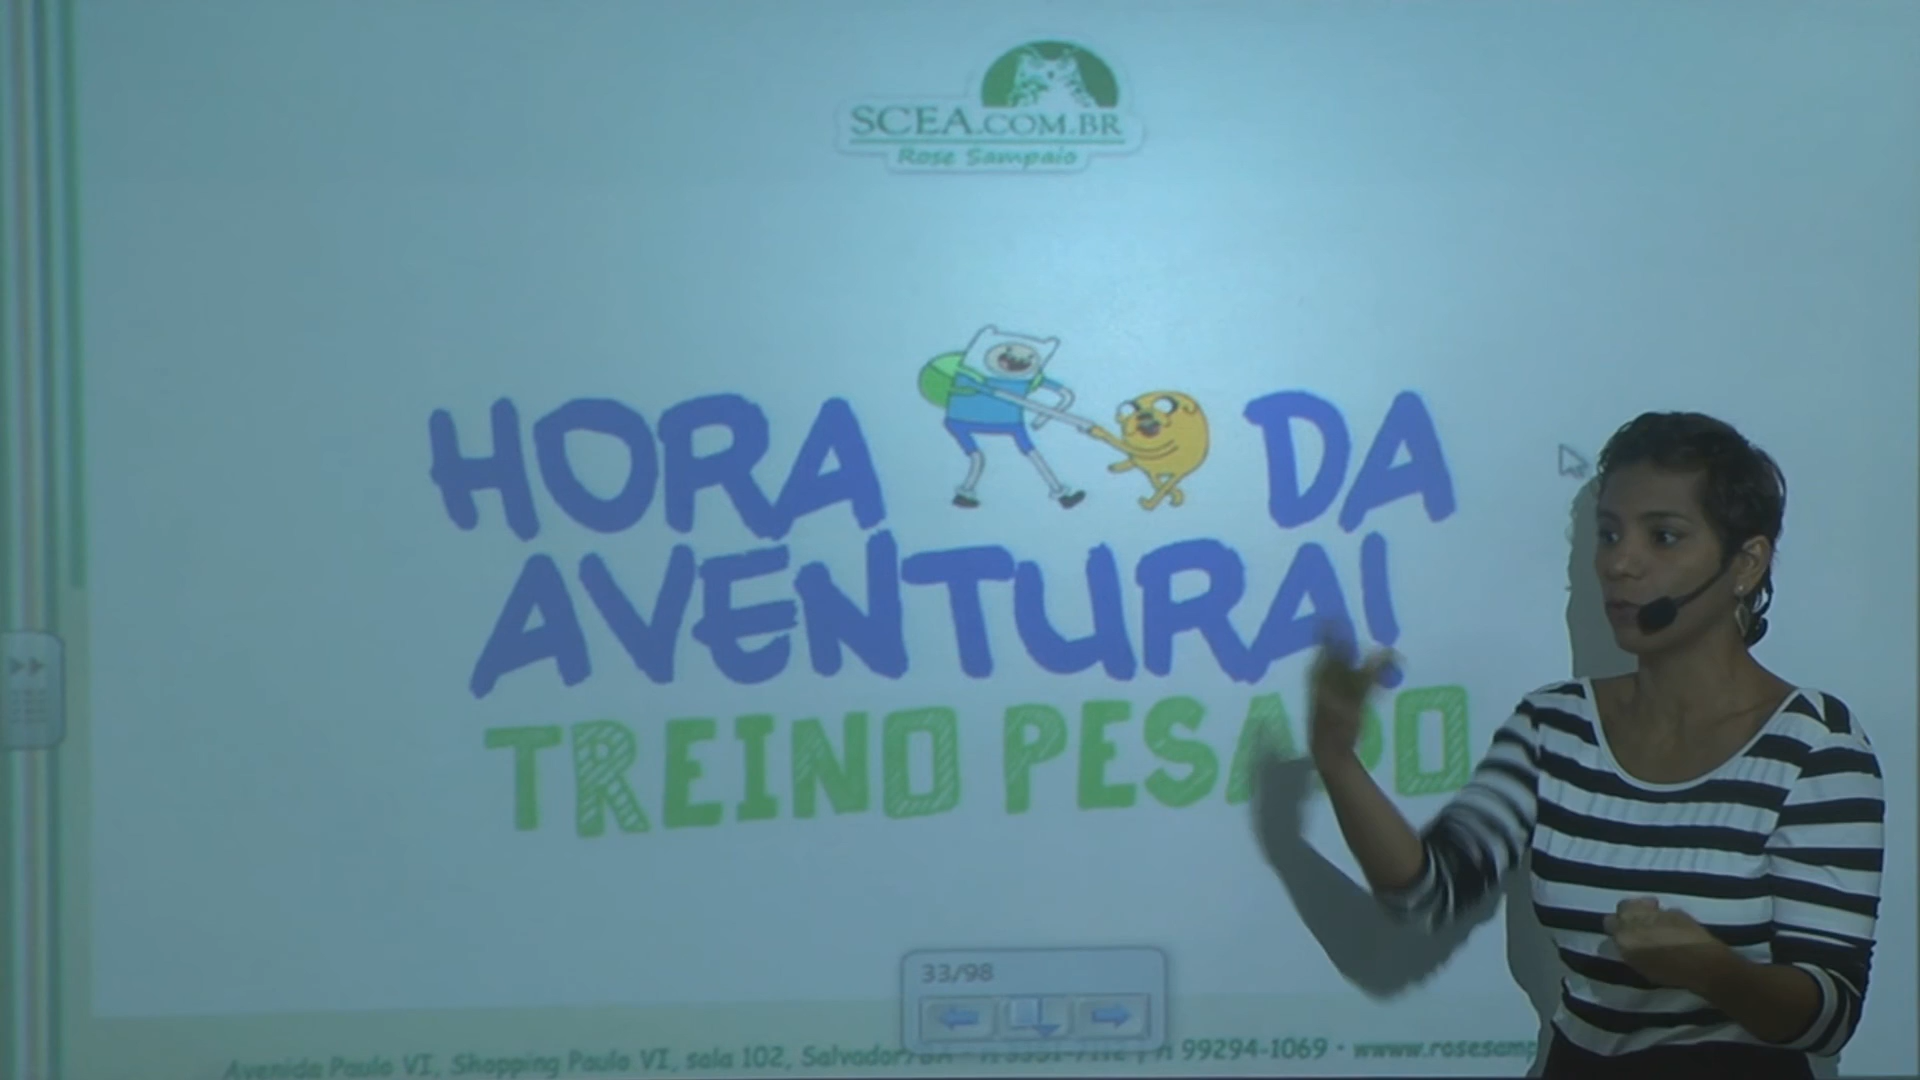 SCEA.COM.BR
Rose Sampaio
HORA DA
AVENTURA!
TREINO PESADO
33/98
Avenida Paulo VI, Shopping Paulo VI, sala 102, Salvador/BA 99294-1069 • www.rosesamp